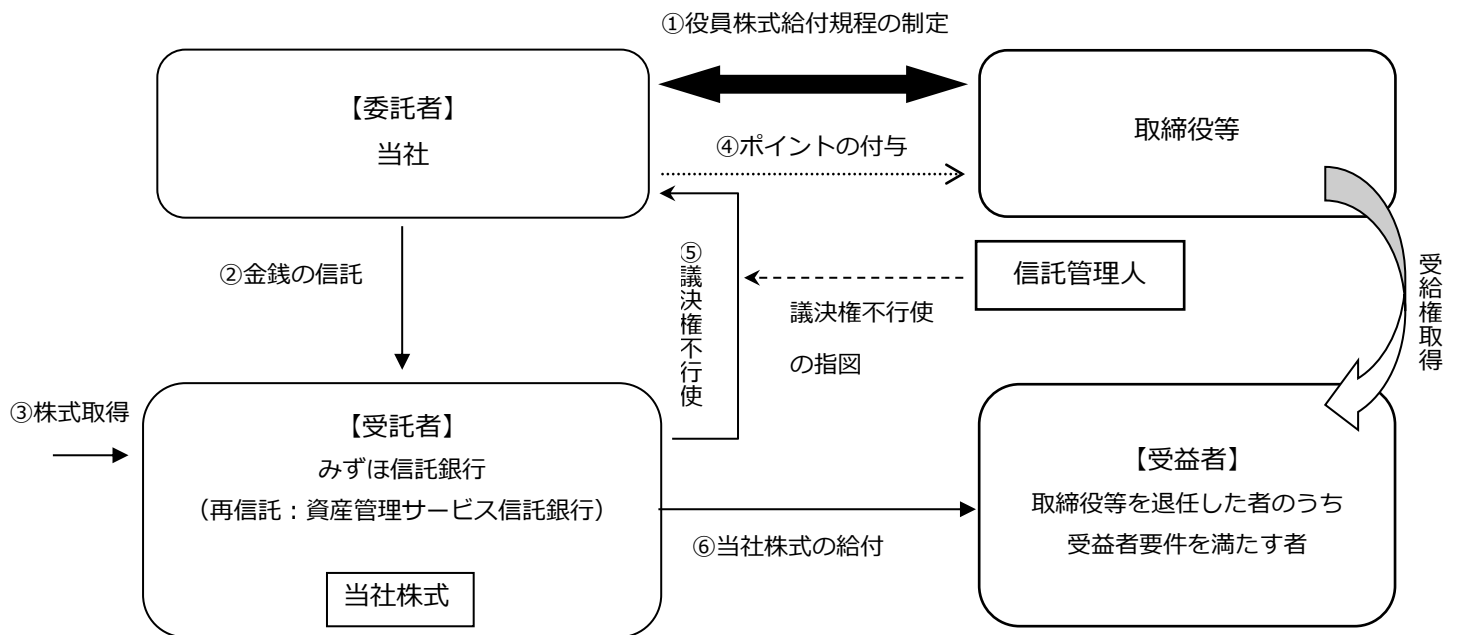 ①役員株式給付規程の制定
【委託者】
当社
取締役等
④ポイントの付与
②金銭の信託
⑤議決権不行使
信託管理人
議決権不行使
の指図
受給権取得
③株式取得
【受託者】
みずほ信託銀行
（再信託：資産管理サービス信託銀行）
当社株式
⑥当社株式の給付
【受益者】
取締役等を退任した者のうち
受益者要件を満たす者